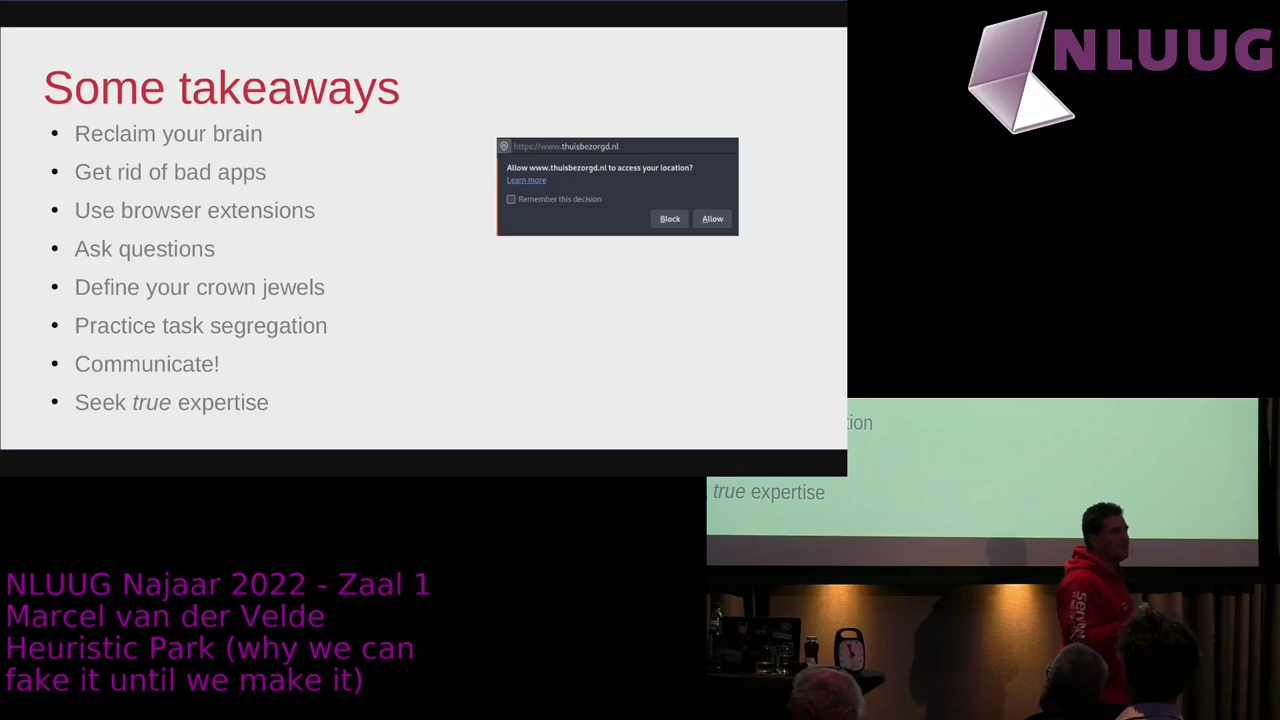 Some takeaways
• Reclaim your brain
• Get rid of bad apps
• Use browser extensions
• Ask questions
• Define your crown jewels
• Practice task segregation
• Communicate!
• Seek true expertise
https://www.thuisbezorgd.nl
Allow www.thuisbezorgd.nl to access your location?
Learn more
Remember this decision
Block Allow
NLUUG
tion
true expertise
NLUUG Najaar 2022 - Zaal 1
Marcel van der Velde
Heuristic Park (why we can
fake it until we make it)